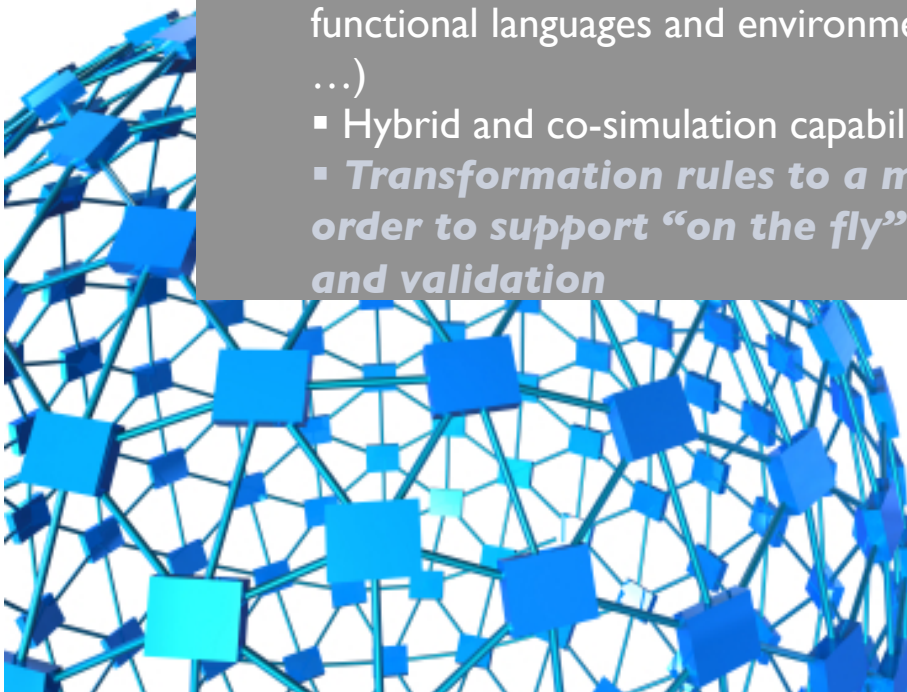 functional languages and environme
…)
▪ Hybrid and co-simulation capabil
▪ Transformation rules to a m
order to support “on the fly”
and validation